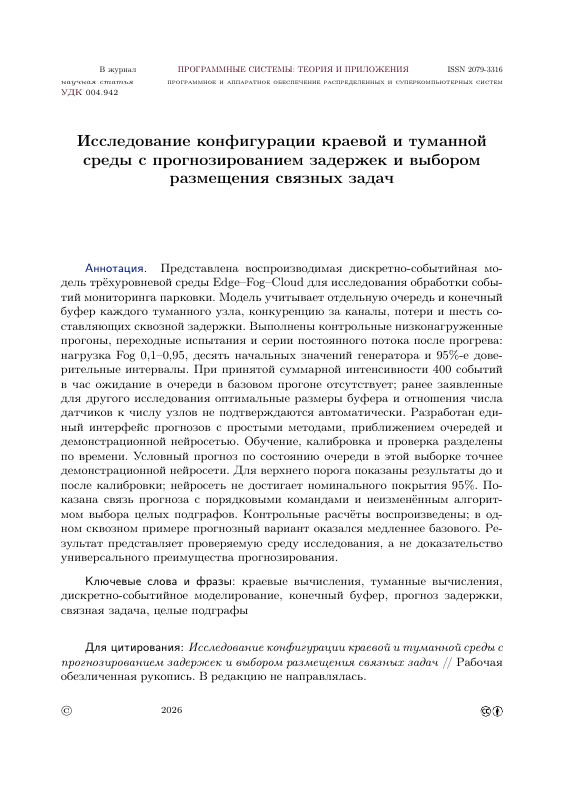 В журнал ПРОГРАММНЫЕ СИСТЕМЫ: ТЕОРИЯ И ПРИЛОЖЕНИЯ ISSN 2079-3316
научная статья ПРОГРАММНОЕ И АППАРАТНОЕ ОБЕСПЕЧЕНИЕ РАСПРЕДЕЛЕННЫХ И СУПЕРКОМПЬЮТЕРНЫХ СИСТЕМ
УДК 004.942
Исследование конфигурации краевой и туманной
среды с прогнозированием задержек и выбором
размещения связных задач
Аннотация. Представлена воспроизводимая дискретно-событийная мо-
дель трёхуровневой среды Edge–Fog–Cloud для исследования обработки собы-
тий мониторинга парковки. Модель учитывает отдельную очередь и конечный
буфер каждого туманного узла, конкуренцию за каналы, потери и шесть со-
ставляющих сквозной задержки. Выполнены контрольные низконагруженные
прогоны, переходные испытания и серии постоянного потока после прогрева:
нагрузка Fog 0,1–0,95, десять начальных значений генератора и 95%-е дове-
рительные интервалы. При принятой суммарной интенсивности 400 событий
в час ожидание в очереди в базовом прогоне отсутствует; ранее заявленные
для другого исследования оптимальные размеры буфера и отношения числа
датчиков к числу узлов не подтверждаются автоматически. Разработан еди-
ный интерфейс прогнозов с простыми методами, приближением очередей и
демонстрационной нейросетью. Обучение, калибровка и проверка разделены
по времени. Условный прогноз по состоянию очереди в этой выборке точнее
демонстрационной нейросети. Для верхнего порога показаны результаты до и
после калибровки; нейросеть не достигает номинального покрытия 95%. По-
казана связь прогноза с порядковыми командами и неизменённым алгорит-
мом выбора целых подграфов. Контрольные расчёты воспроизведены; в од-
ном сквозном примере прогнозный вариант оказался медленнее базового. Ре-
зультат представляет проверяемую среду исследования, а не доказательство
универсального преимущества прогнозирования.
Ключевые слова и фразы: краевые вычисления, туманные вычисления,
дискретно-событийное моделирование, конечный буфер, прогноз задержки,
связная задача, целые подграфы
Для цитирования: Исследование конфигурации краевой и туманной среды с
прогнозированием задержек и выбором размещения связных задач // Рабочая
обезличенная рукопись. В редакцию не направлялась.
© 2026